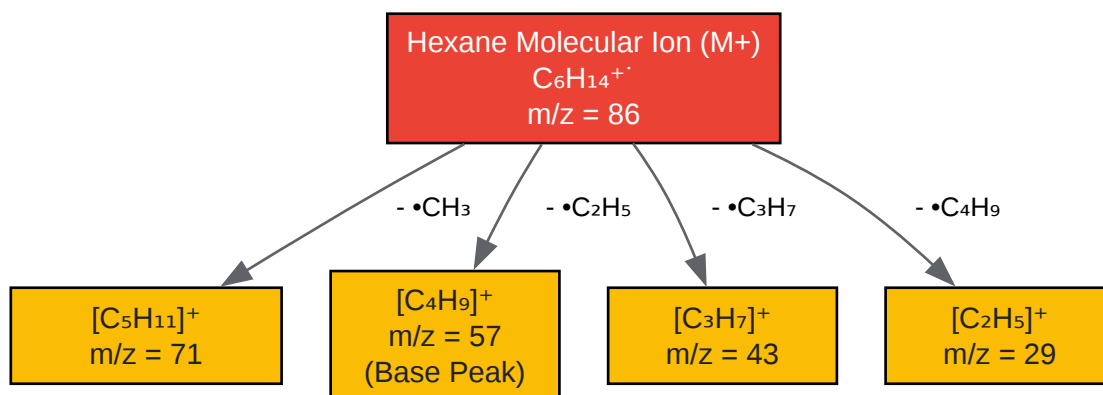 Hexane Molecular Ion (M+)
C₆H₁₄⁺˙
m/z = 86
- •CH₃
- •C₂H₅
- •C₃H₇
- •C₄H₉
[C₅H₁₁]⁺
m/z = 71
[C₄H₉]⁺
m/z = 57
(Base Peak)
[C₃H₇]⁺
m/z = 43
[C₂H₅]⁺
m/z = 29